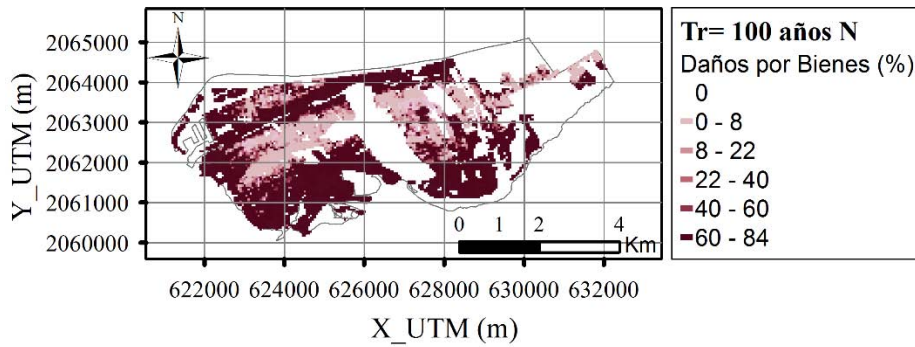 N
Y_UTM (m)
2065000
2064000
2063000
2062000
2061000
2060000
0 1 2 4
Km
622000 624000 626000 628000 630000 632000
X_UTM (m)
Tr= 100 años N
Daños por Bienes (%)
0
0 - 8
8 - 22
22 - 40
40 - 60
60 - 84